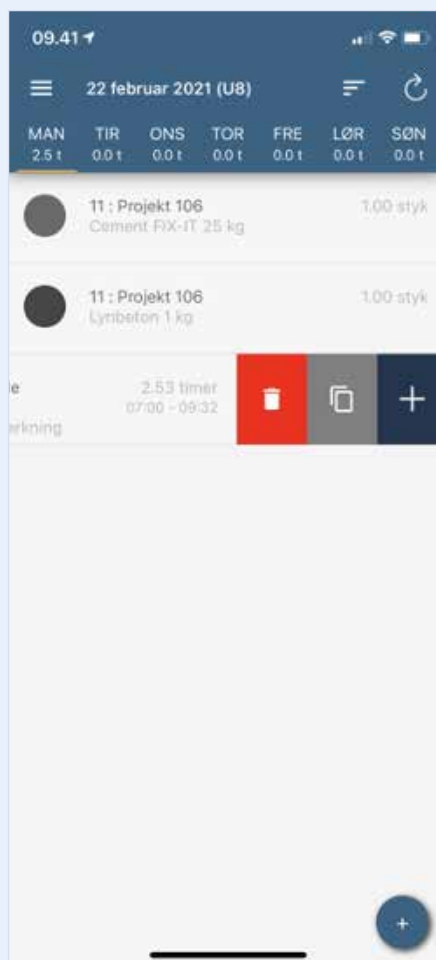 09.41
22 februar 2021 (U8)
MAN TIR ONS TOR FRE LØR SØN
2.5 t 0.0 t 0.0 t 0.0 t 0.0 t 0.0 t 0.0 t
11 : Projekt 106 1.00 styk
Cement FIX-IT 25 kg
11 : Projekt 106 1.00 styk
Lynbeton 1 kg
e 2.53 timer
07:00 - 09:32
erkning